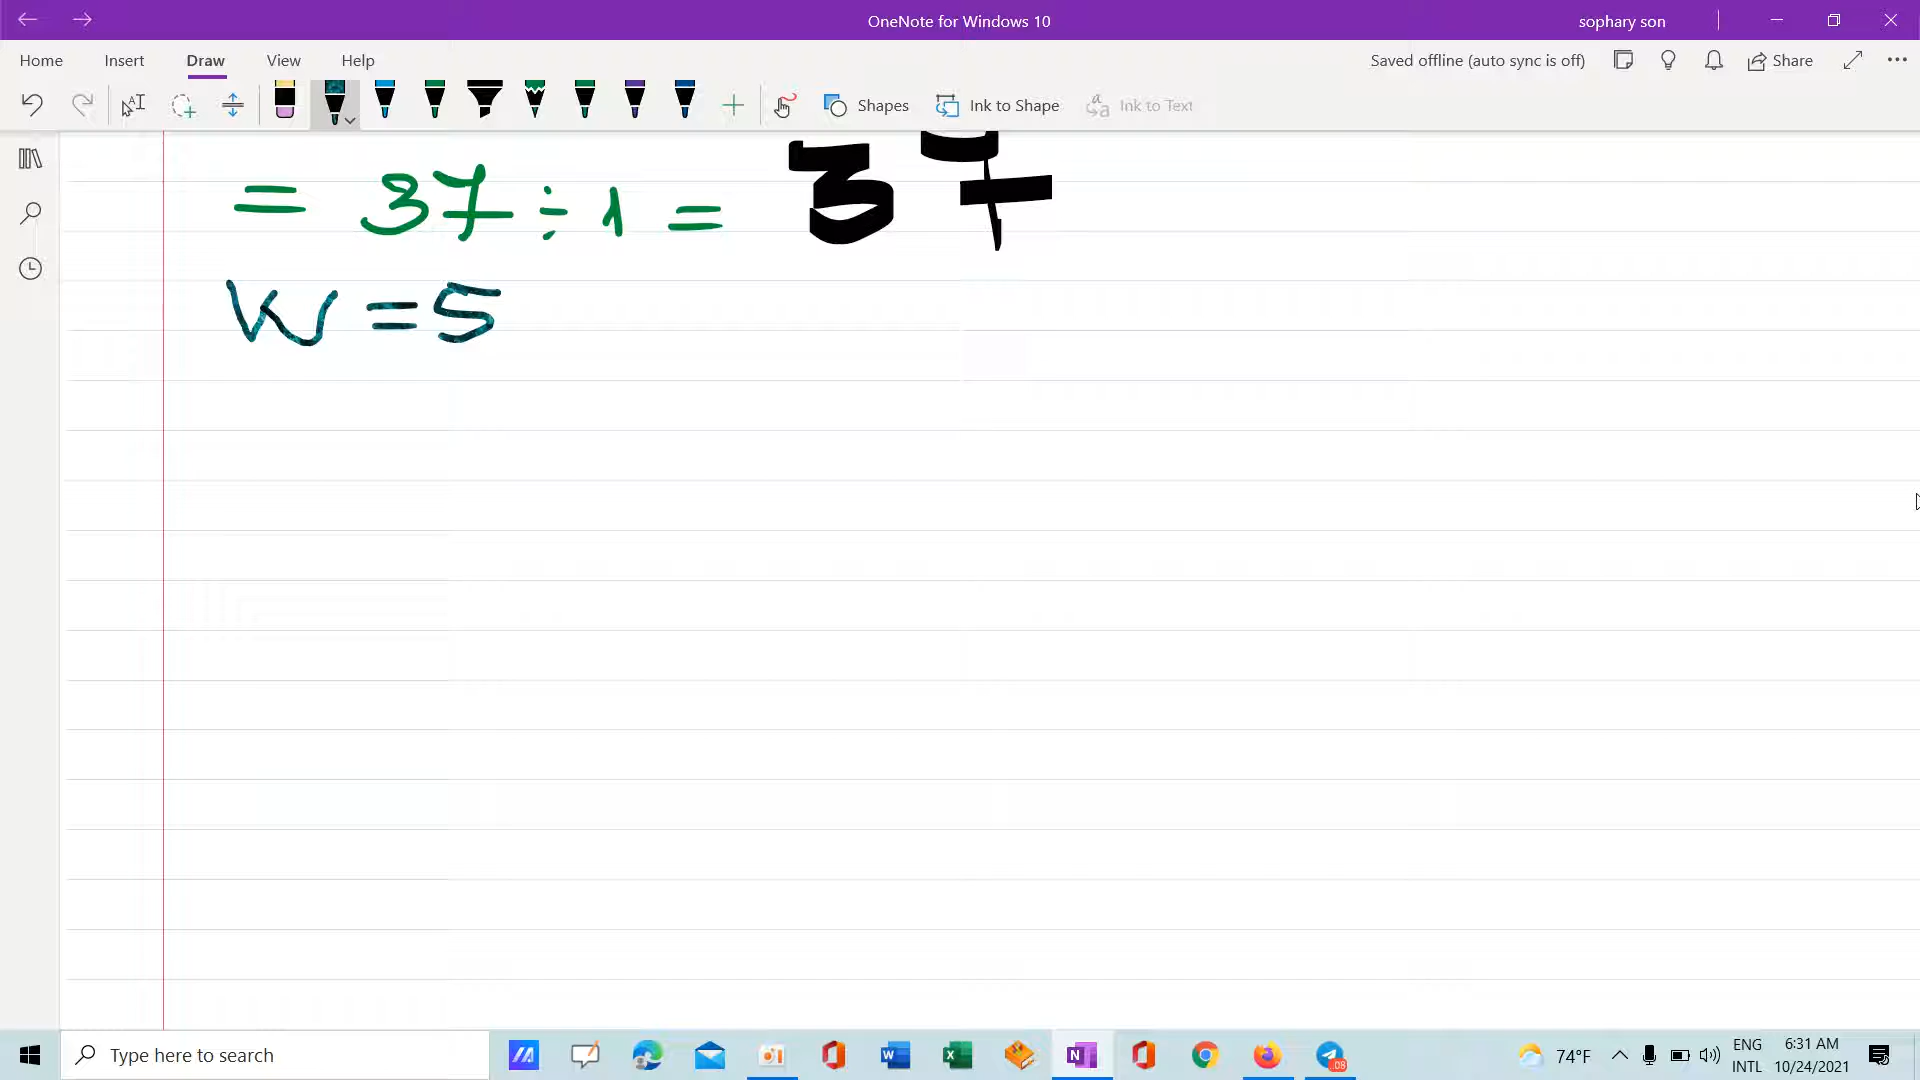 OneNote for Windows 10
sophary son
Home Insert Draw View Help
Saved offline (auto sync is off) Share
Shapes Ink to Shape Ink to Text
= 37 ÷ 1 = 37
W = 5
Type here to search
74°F
ENG
INTL
6:31 AM
10/24/2021